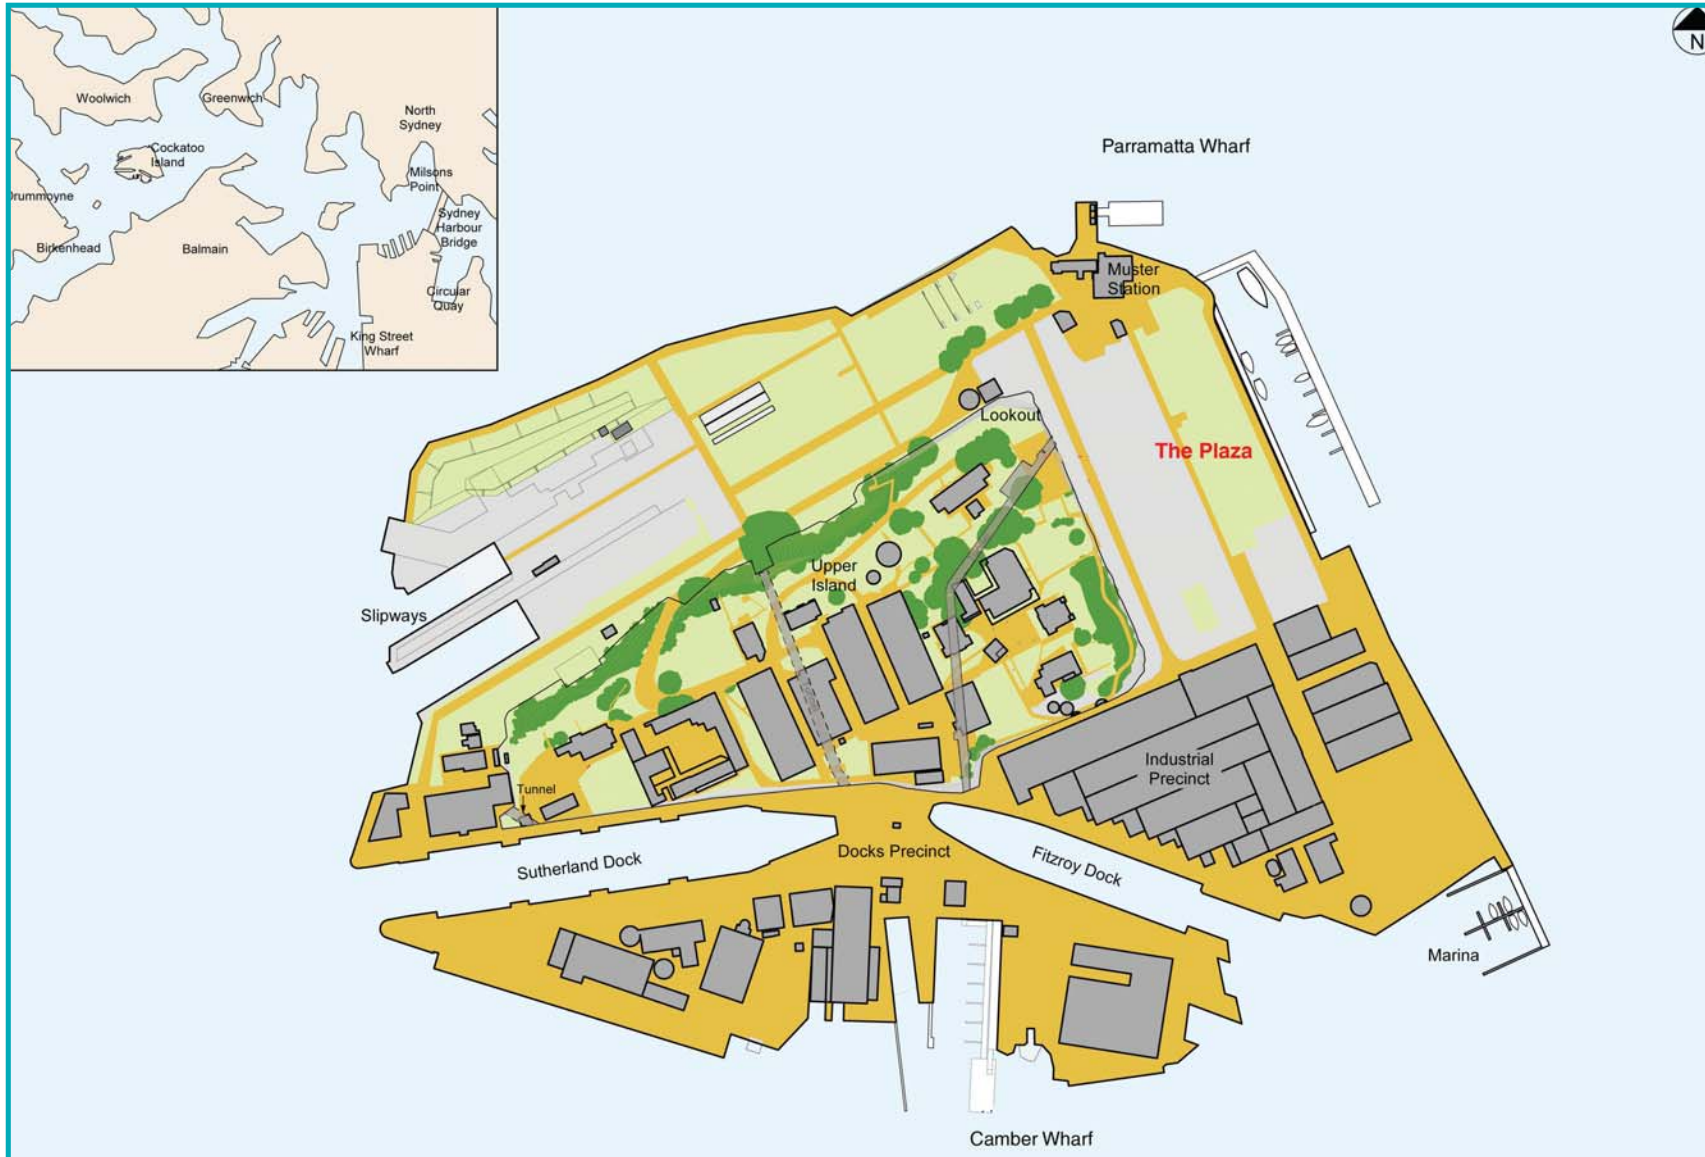 Woolwich
Greenwich
North
Sydney
Cockatoo
Island
Milsons
Point
Drummoyne
Sydney
Harbour
Bridge
Birkenhead
Balmain
Circular
Quay
King Street
Wharf
N
Parramatta Wharf
Muster
Station
Lookout
The Plaza
Upper
Island
Slipways
Industrial
Precinct
Tunnel
Sutherland Dock
Docks Precinct
Fitzroy Dock
Marina
Camber Wharf